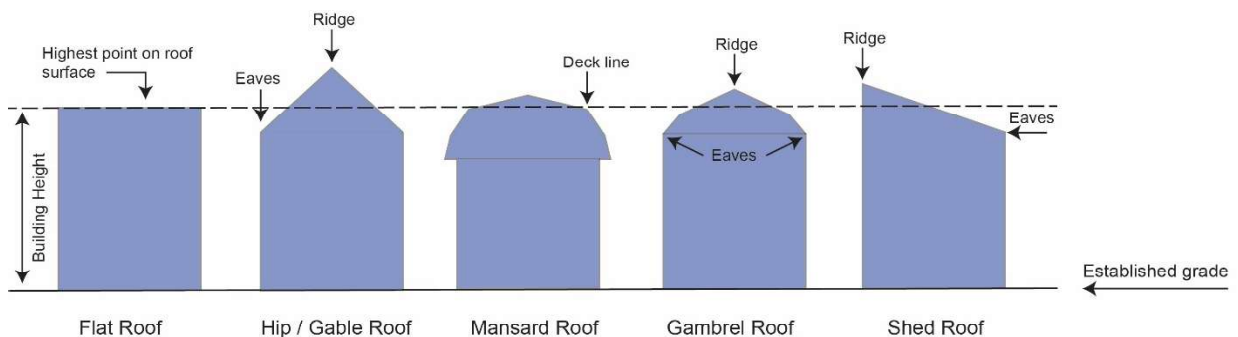 Ridge
Highest point on roof
surface
Eaves
Deck line
Ridge
Ridge
Eaves
Eaves
Building Height
Established grade
Flat Roof
Hip / Gable Roof
Mansard Roof
Gambrel Roof
Shed Roof